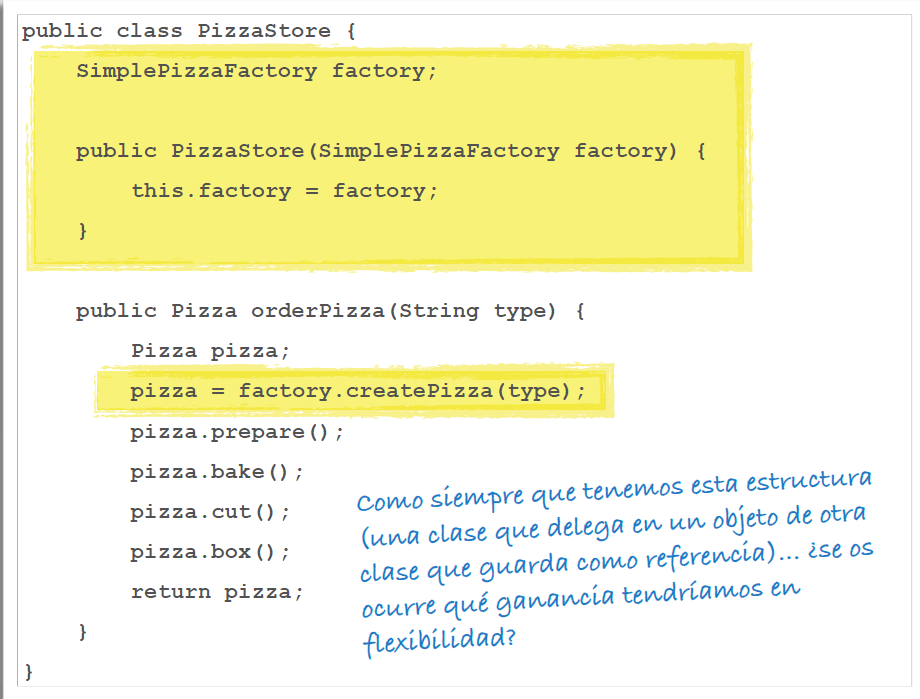 public class PizzaStore {
SimplePizzaFactory factory;
public PizzaStore(SimplePizzaFactory factory) {
this.factory = factory;
}
public Pizza orderPizza(String type) {
Pizza pizza;
pizza = factory.createPizza(type);
pizza.prepare();
pizza.bake();
pizza.cut();
pizza.box();
return pizza;
}
}
Como siempre que tenemos esta estructura
(una clase que delega en un objeto de otra
clase que guarda como referencia)... ¿se os
ocurre qué ganancia tendríamos en
flexibilidad?